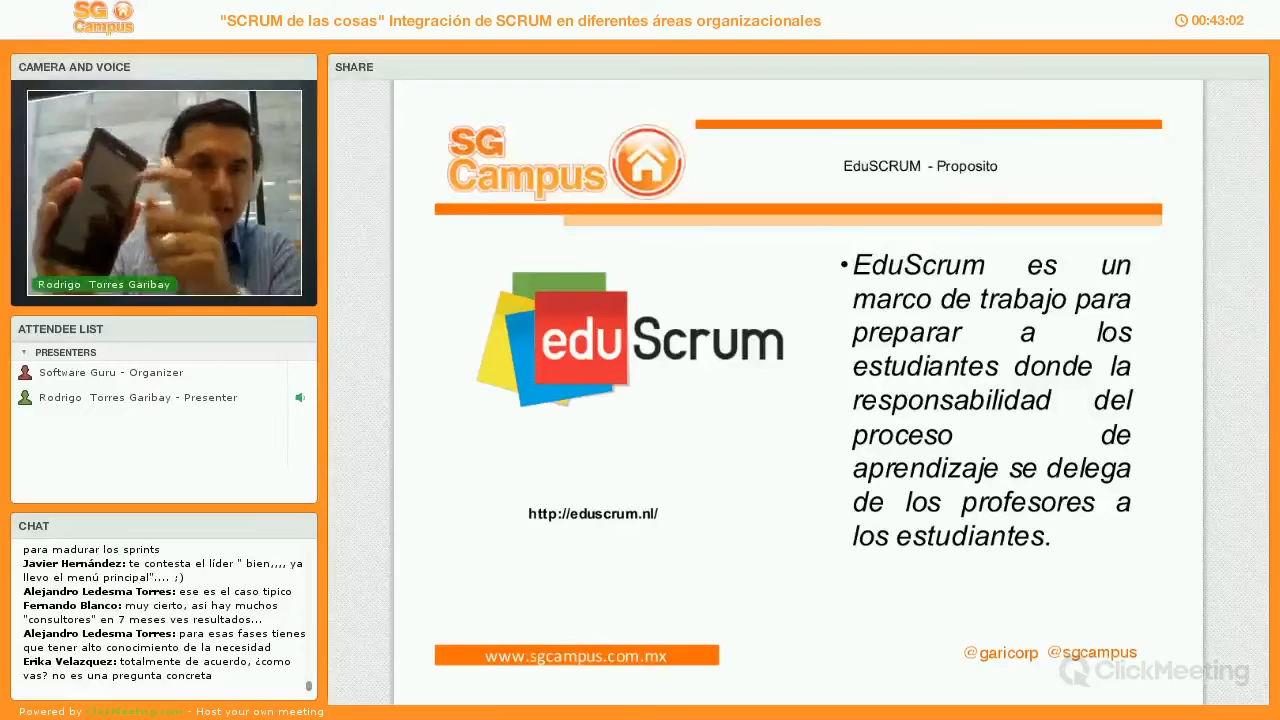 SG Campus
"SCRUM de las cosas" Integración de SCRUM en diferentes áreas organizacionales
00:43:02
CAMERA AND VOICE
Rodrigo Torres Garibay
ATTENDEE LIST
PRESENTERS
Software Guru - Organizer
Rodrigo Torres Garibay - Presenter
CHAT
para madurar los sprints
Javier Hernández: te contesta el líder " bien,,,, ya
llevo el menú principal".... ;)
Alejandro Ledesma Torres: ese es el caso tipico
Fernando Blanco: muy cierto, asi hay muchos
"consultores" en 7 meses ves resultados...
Alejandro Ledesma Torres: para esas fases tienes
que tener alto conocimiento de la necesidad
Erika Velazquez: totalmente de acuerdo, ¿como
vas? no es una pregunta concreta
Powered by ClickMeeting.com - Host your own meeting
SHARE
SG
Campus
EduSCRUM - Proposito
edu Scrum
http://eduscrum.nl/
• EduScrum es un
marco de trabajo para
preparar a los
estudiantes donde la
responsabilidad del
proceso de
aprendizaje se delega
de los profesores a
los estudiantes.
www.sgcampus.com.mx
@garicorp @sgcampus
ClickMeeting